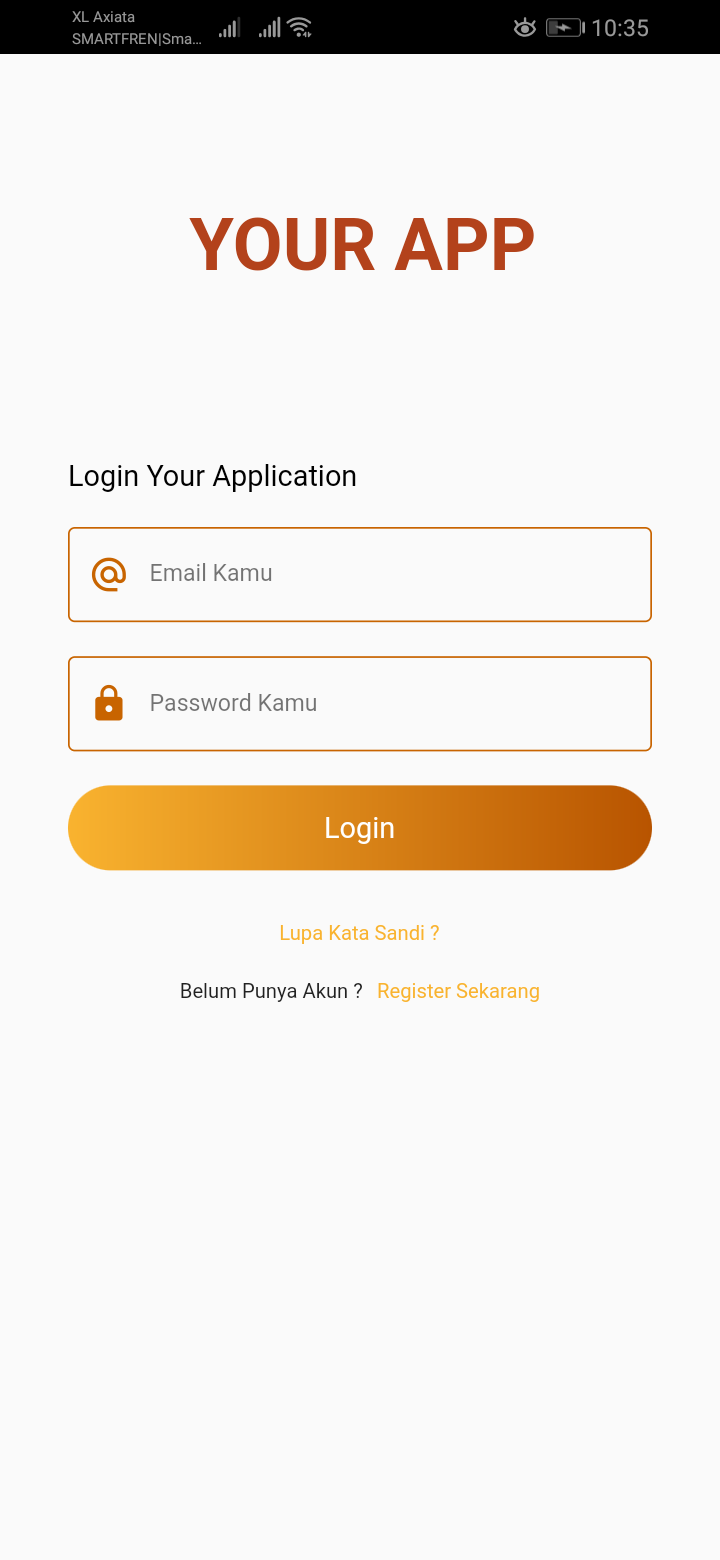 XL Axiata
SMARTFREN|Sma...
10:35
YOUR APP
Login Your Application
Email Kamu
Password Kamu
Login
Lupa Kata Sandi ?
Belum Punya Akun ? Register Sekarang